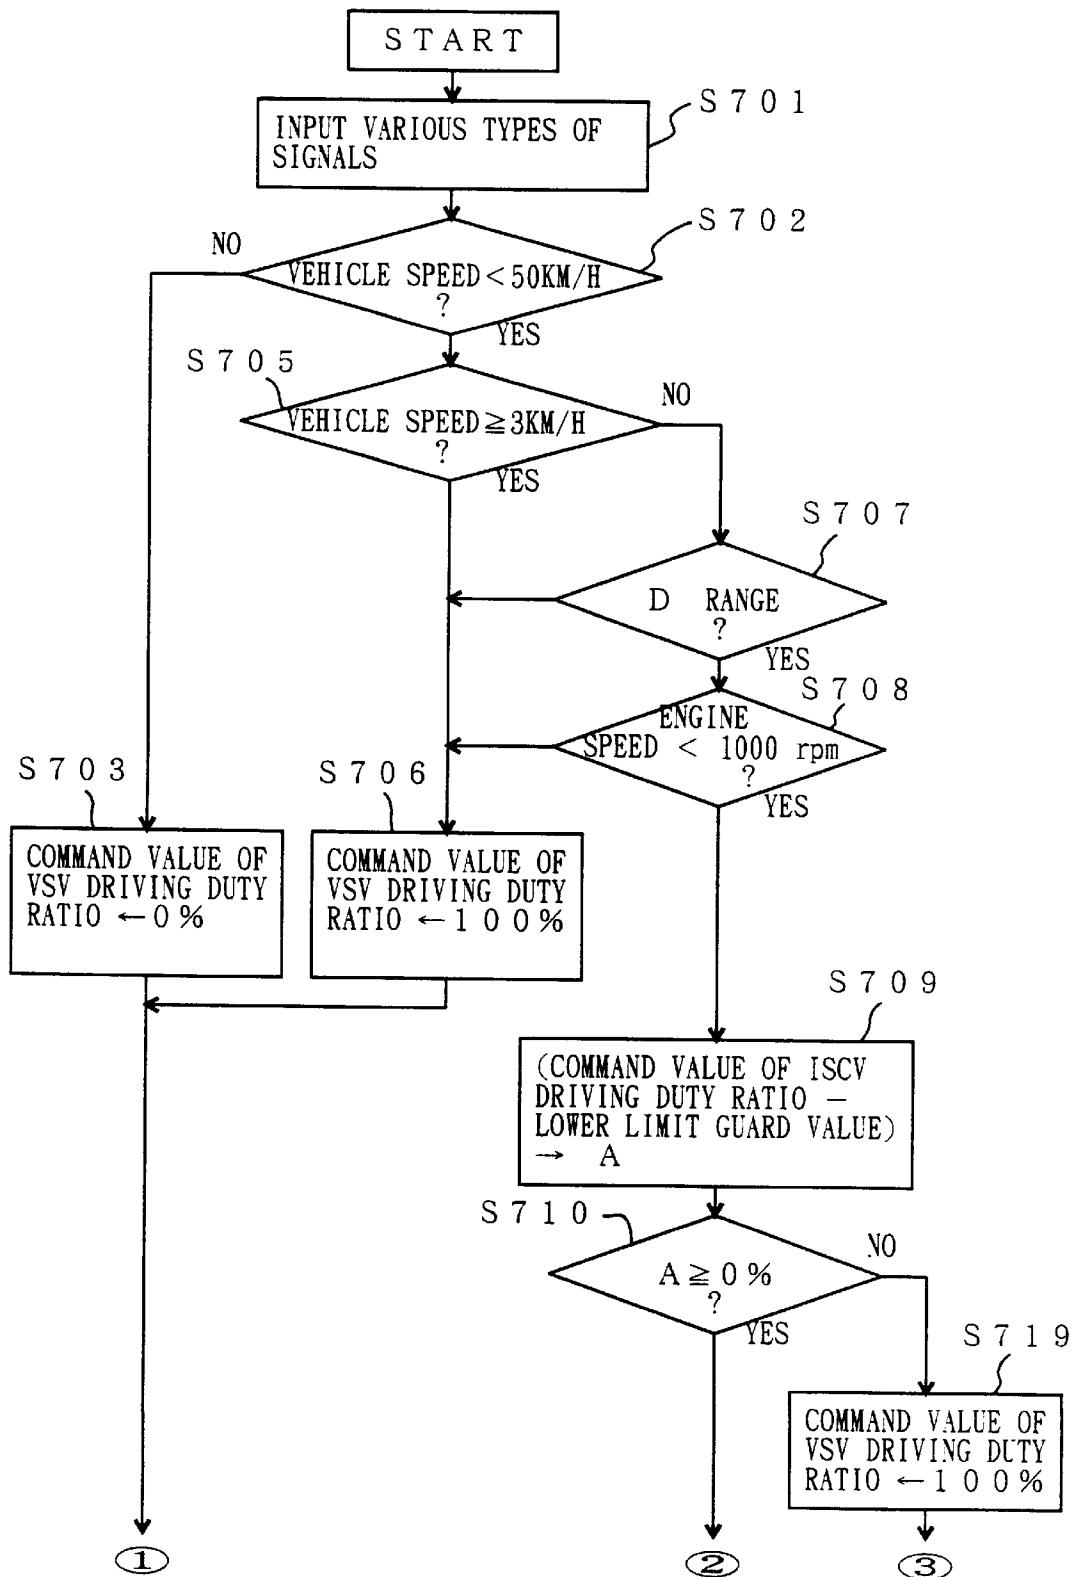 START
S701
INPUT VARIOUS TYPES OF
SIGNALS
S702
NO
VEHICLE SPEED<50KM/H
?
YES
S705
NO
VEHICLE SPEED≧3KM/H
?
YES
S707
D RANGE
?
YES
S708
ENGINE
SPEED < 1000 rpm
?
YES
S703
S706
COMMAND VALUE OF
VSV DRIVING DUTY
RATIO ←0%
COMMAND VALUE OF
VSV DRIVING DUTY
RATIO ←100%
S709
(COMMAND VALUE OF ISCV
DRIVING DUTY RATIO −
LOWER LIMIT GUARD VALUE)
→ A
S710
NO
A≧0%
?
YES
S719
COMMAND VALUE OF
VSV DRIVING DUTY
RATIO ←100%
①
②
③